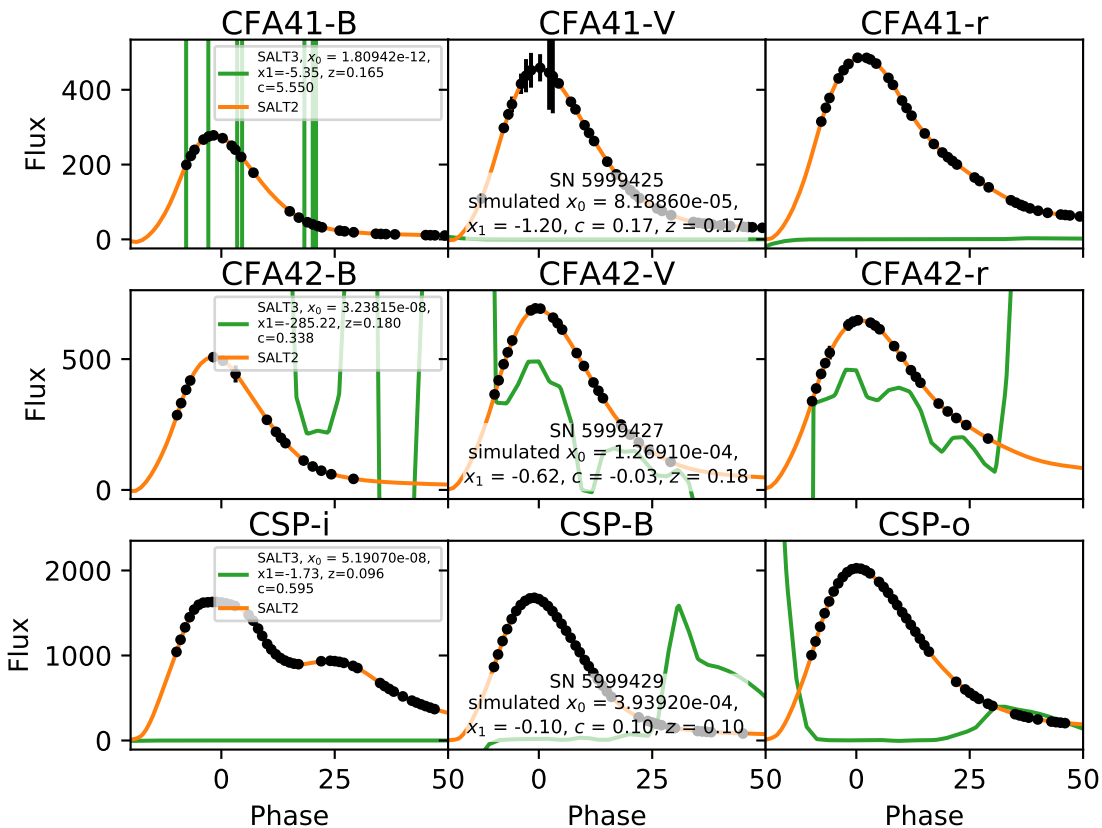 CFA41-B CFA41-V CFA41-r
SALT3, x0 = 1.80942e-12,
x1=-5.35, z=0.165
c=5.550
SALT2
400
200
0
Flux
SN 5999425
simulated x0 = 8.18860e-05,
x1 = -1.20, c = 0.17, z = 0.17
CFA42-B CFA42-V CFA42-r
SALT3, x0 = 3.23815e-08,
x1=-285.22, z=0.180
c=0.338
SALT2
500
0
Flux
SN 5999427
simulated x0 = 1.26910e-04,
x1 = -0.62, c = -0.03, z = 0.18
CSP-i CSP-B CSP-o
SALT3, x0 = 5.19070e-08,
x1=-1.73, z=0.096
c=0.595
SALT2
2000
1000
0
Flux
SN 5999429
simulated x0 = 3.93920e-04,
x1 = -0.10, c = 0.10, z = 0.10
0 25 50 0 25 50 0 25 50
Phase Phase Phase